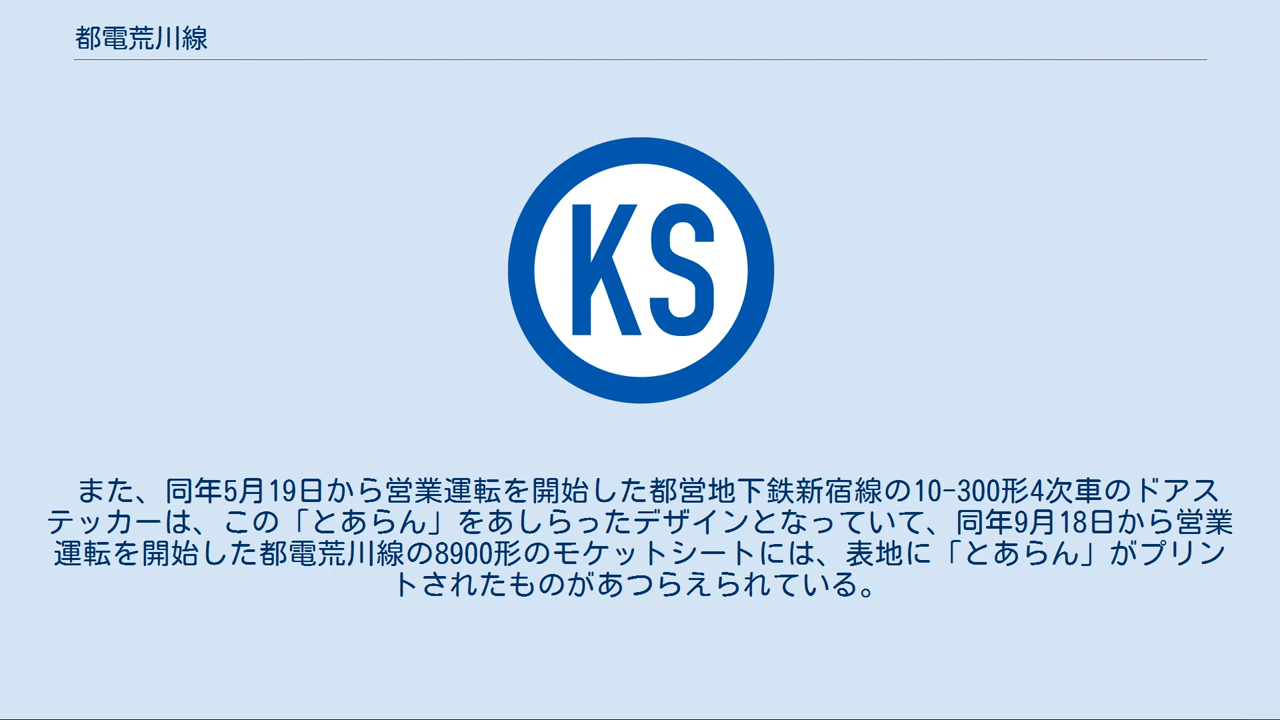 都電荒川線
KS
また、同年5月19日から営業運転を開始した都営地下鉄新宿線の10-300形4次車のドアス
テッカーは、この「とあらん」をあしらったデザインとなっていて、同年9月18日から営業
運転を開始した都電荒川線の8900形のモケットシートには、表地に「とあらん」がプリン
トされたものがあつらえられている。